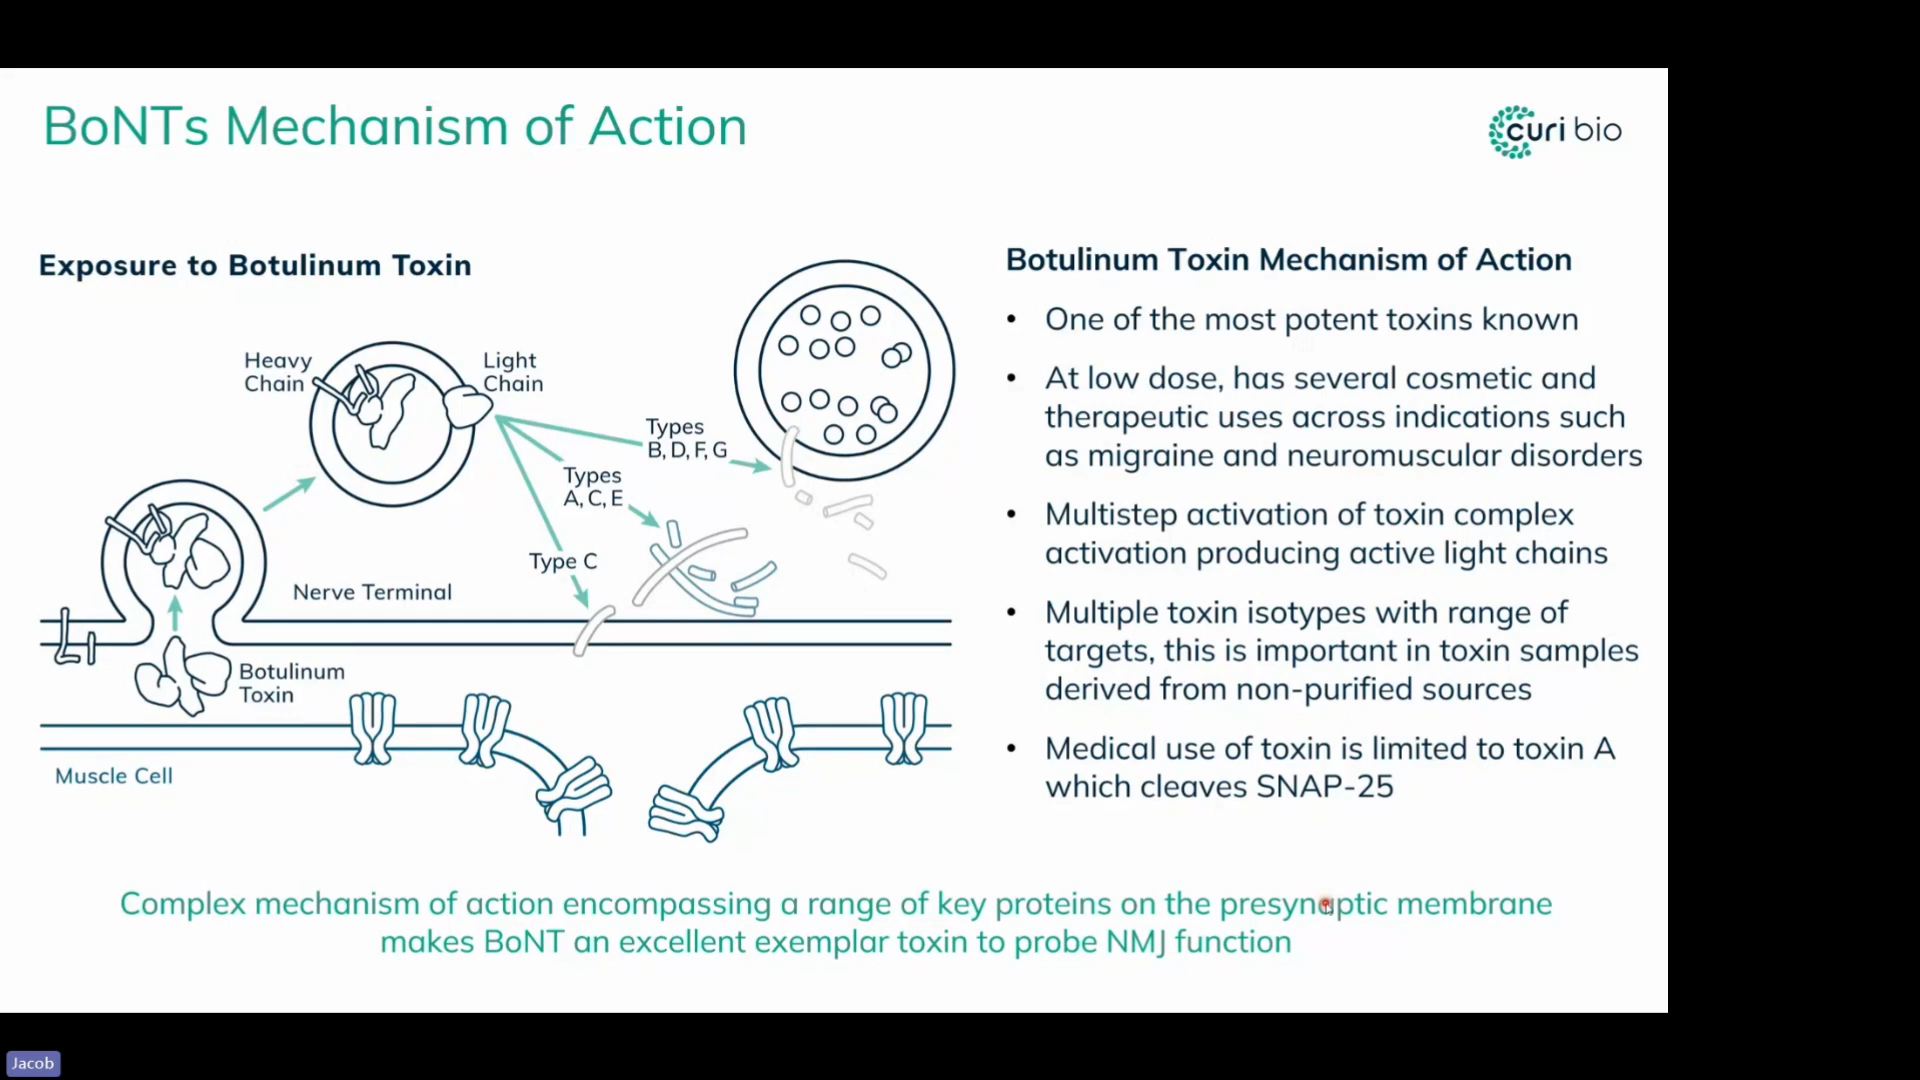 BoNTs Mechanism of Action
curi bio
Exposure to Botulinum Toxin
Heavy
Chain
Light
Chain
Types
B, D, F, G
Types
A, C, E
Type C
Nerve Terminal
Botulinum
Toxin
Muscle Cell
Botulinum Toxin Mechanism of Action
• One of the most potent toxins known
• At low dose, has several cosmetic and
therapeutic uses across indications such
as migraine and neuromuscular disorders
• Multistep activation of toxin complex
activation producing active light chains
• Multiple toxin isotypes with range of
targets, this is important in toxin samples
derived from non-purified sources
• Medical use of toxin is limited to toxin A
which cleaves SNAP-25
Complex mechanism of action encompassing a range of key proteins on the presynaptic membrane
makes BoNT an excellent exemplar toxin to probe NMJ function
Jacob